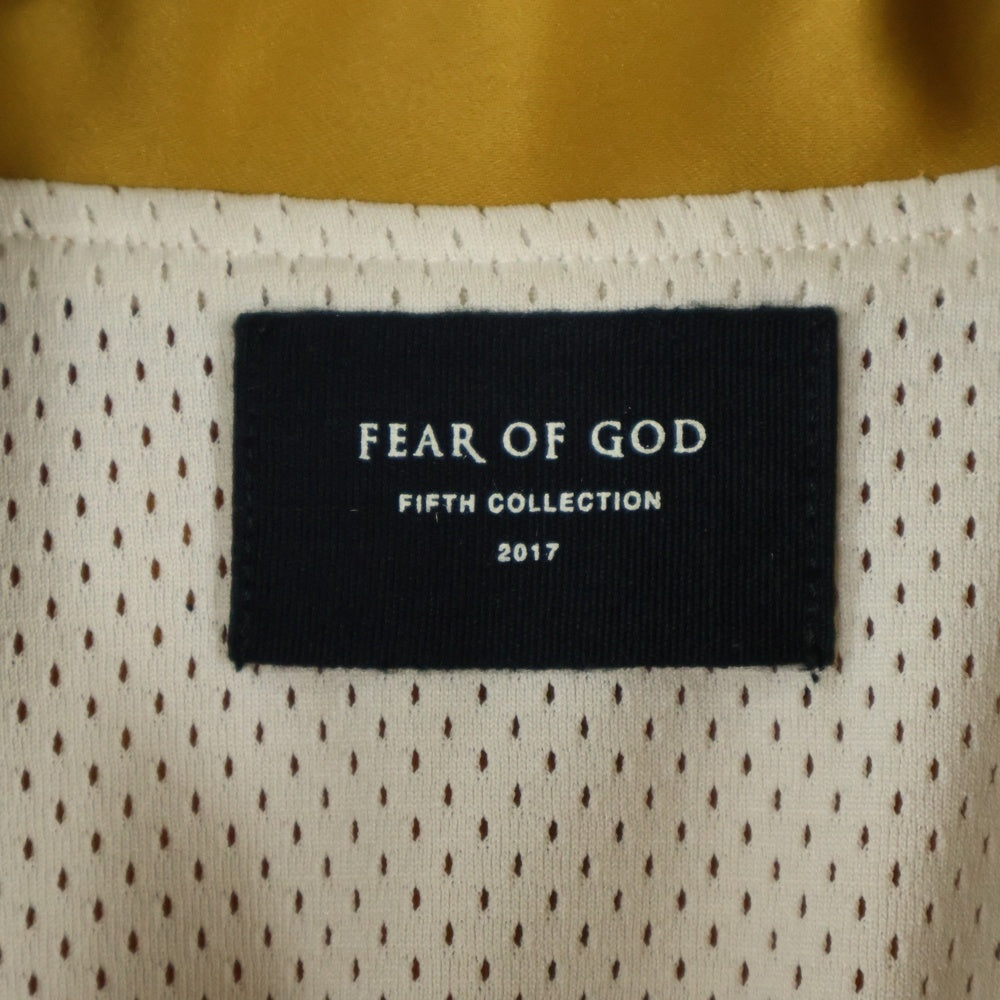 FEAR OF GOD
FIFTH COLLECTION
2017